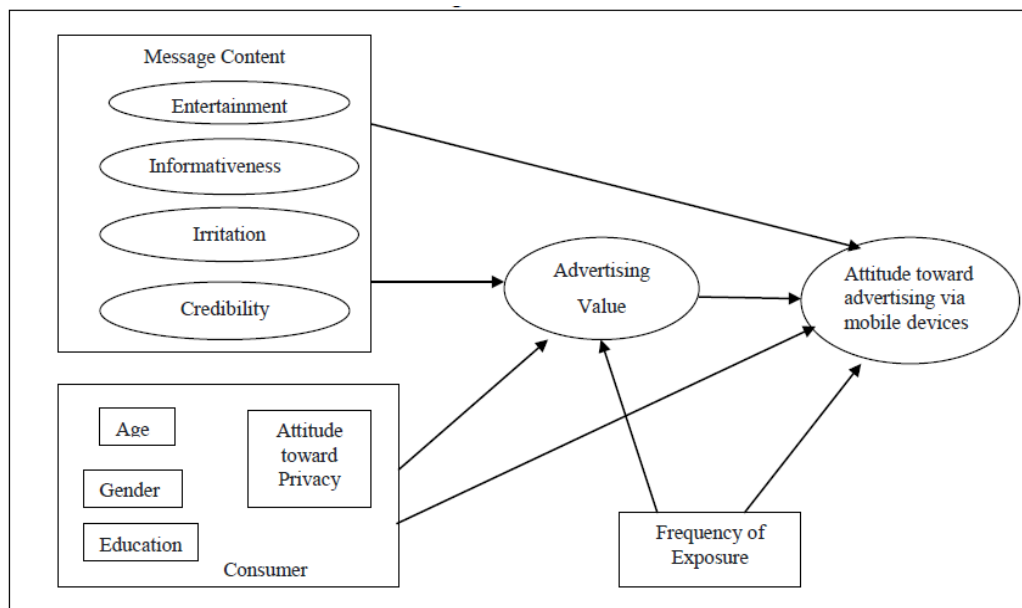 Message Content
Entertainment
Informativeness
Irritation
Credibility
Advertising
Value
Attitude toward
advertising via
mobile devices
Age
Gender
Education
Attitude
toward
Privacy
Consumer
Frequency of
Exposure